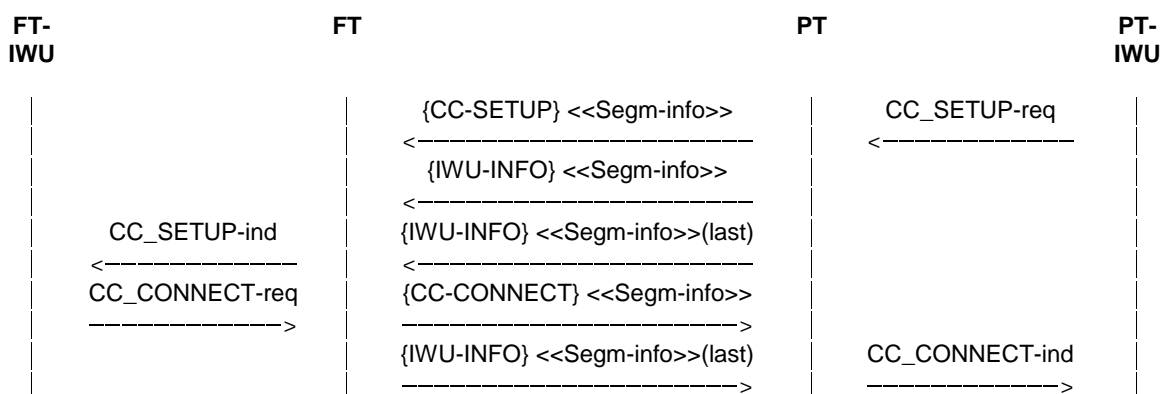 FT-IWU FT PT PT-IWU
{CC-SETUP} <<Segm-info>> CC_SETUP-req
{IWU-INFO} <<Segm-info>>
CC_SETUP-ind {IWU-INFO} <<Segm-info>>(last)
CC_CONNECT-req {CC-CONNECT} <<Segm-info>>
{IWU-INFO} <<Segm-info>>(last) CC_CONNECT-ind